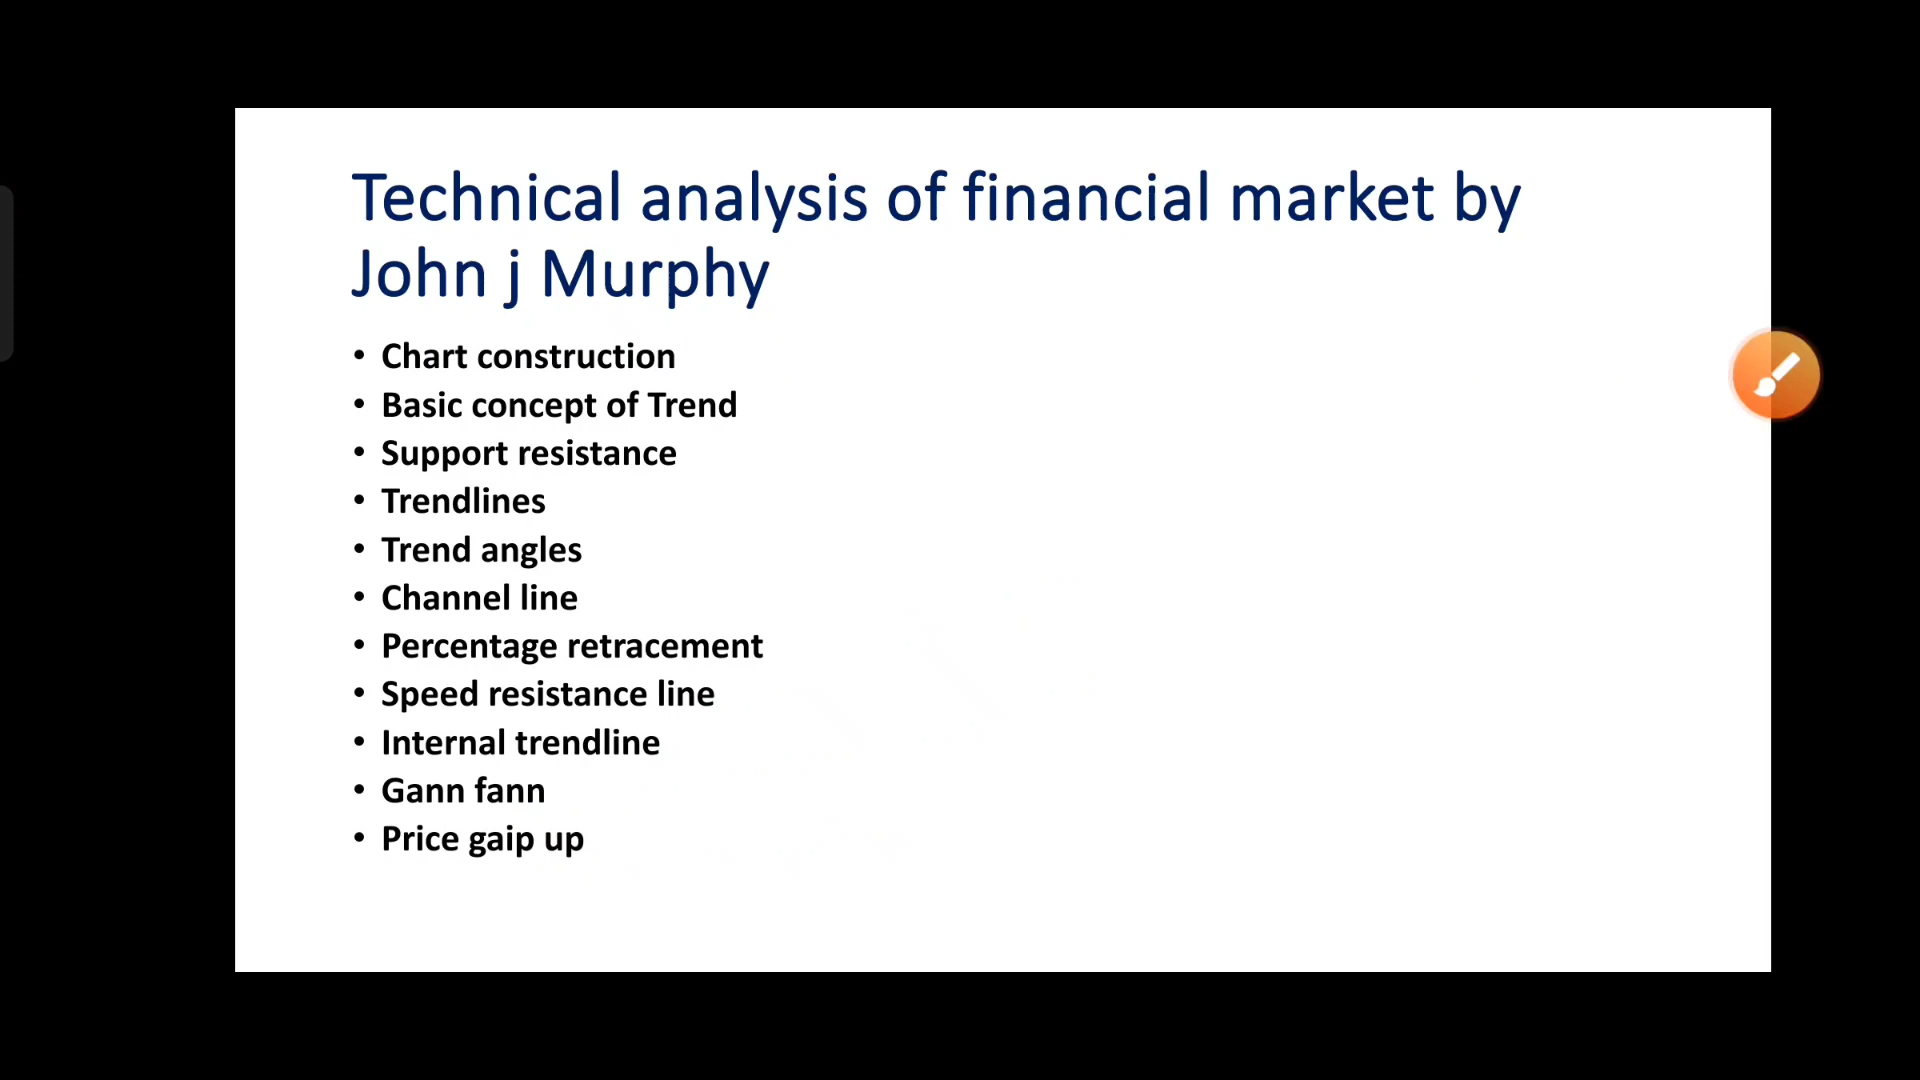 Technical analysis of financial market by
John j Murphy
• Chart construction
• Basic concept of Trend
• Support resistance
• Trendlines
• Trend angles
• Channel line
• Percentage retracement
• Speed resistance line
• Internal trendline
• Gann fann
• Price gaip up